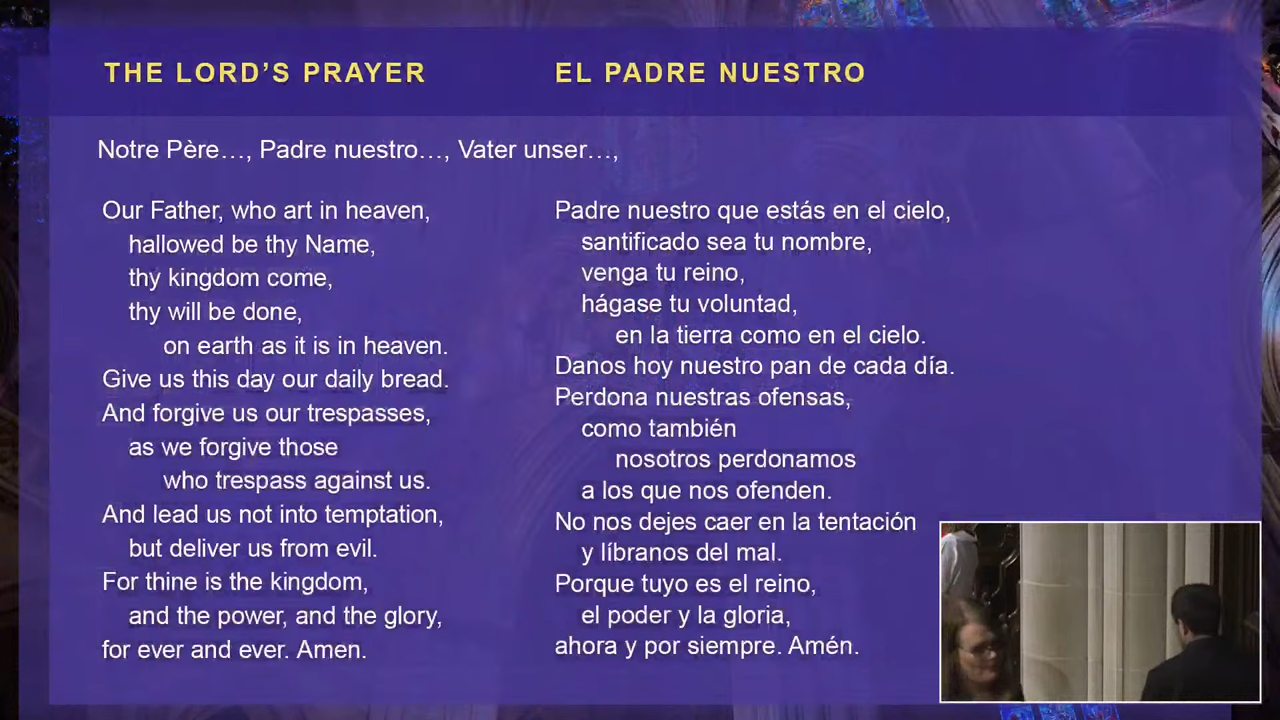 THE LORD’S PRAYER
EL PADRE NUESTRO
Notre Père…, Padre nuestro…, Vater unser…,
Our Father, who art in heaven,
hallowed be thy Name,
thy kingdom come,
thy will be done,
on earth as it is in heaven.
Give us this day our daily bread.
And forgive us our trespasses,
as we forgive those
who trespass against us.
And lead us not into temptation,
but deliver us from evil.
For thine is the kingdom,
and the power, and the glory,
for ever and ever. Amen.
Padre nuestro que estás en el cielo,
santificado sea tu nombre,
venga tu reino,
hágase tu voluntad,
en la tierra como en el cielo.
Danos hoy nuestro pan de cada día.
Perdona nuestras ofensas,
como también
nosotros perdonamos
a los que nos ofenden.
No nos dejes caer en la tentación
y líbranos del mal.
Porque tuyo es el reino,
el poder y la gloria,
ahora y por siempre. Amén.